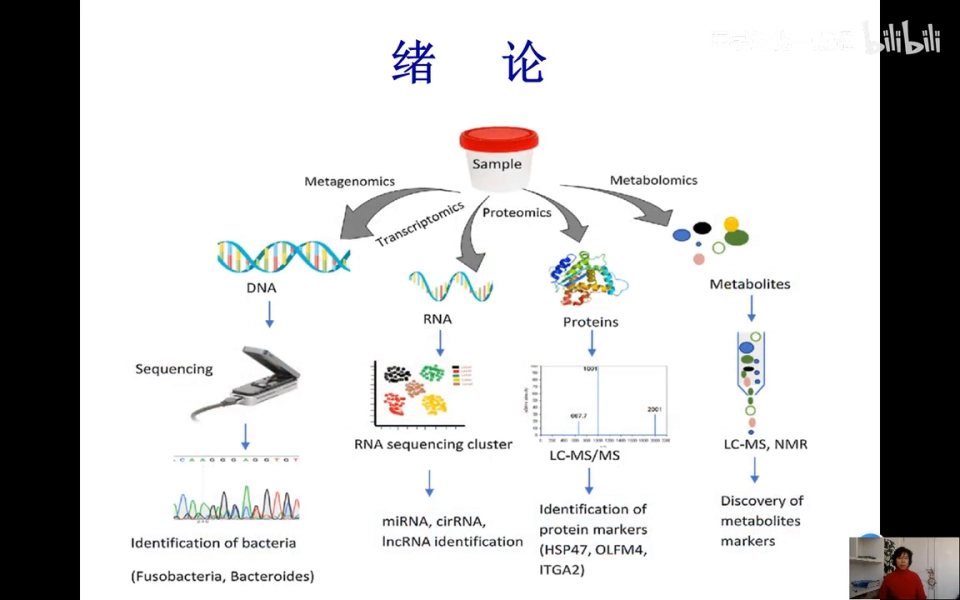 绪 论
bilibili
Sample
Metagenomics
Transcriptomics
Proteomics
Metabolomics
DNA
RNA
Proteins
Metabolites
Sequencing
RNA sequencing cluster
1001
667.7
2001
LC-MS/MS
LC-MS, NMR
Identification of bacteria
(Fusobacteria, Bacteroides)
miRNA, cirRNA,
lncRNA identification
Identification of
protein markers
(HSP47, OLFM4,
ITGA2)
Discovery of
metabolites
markers